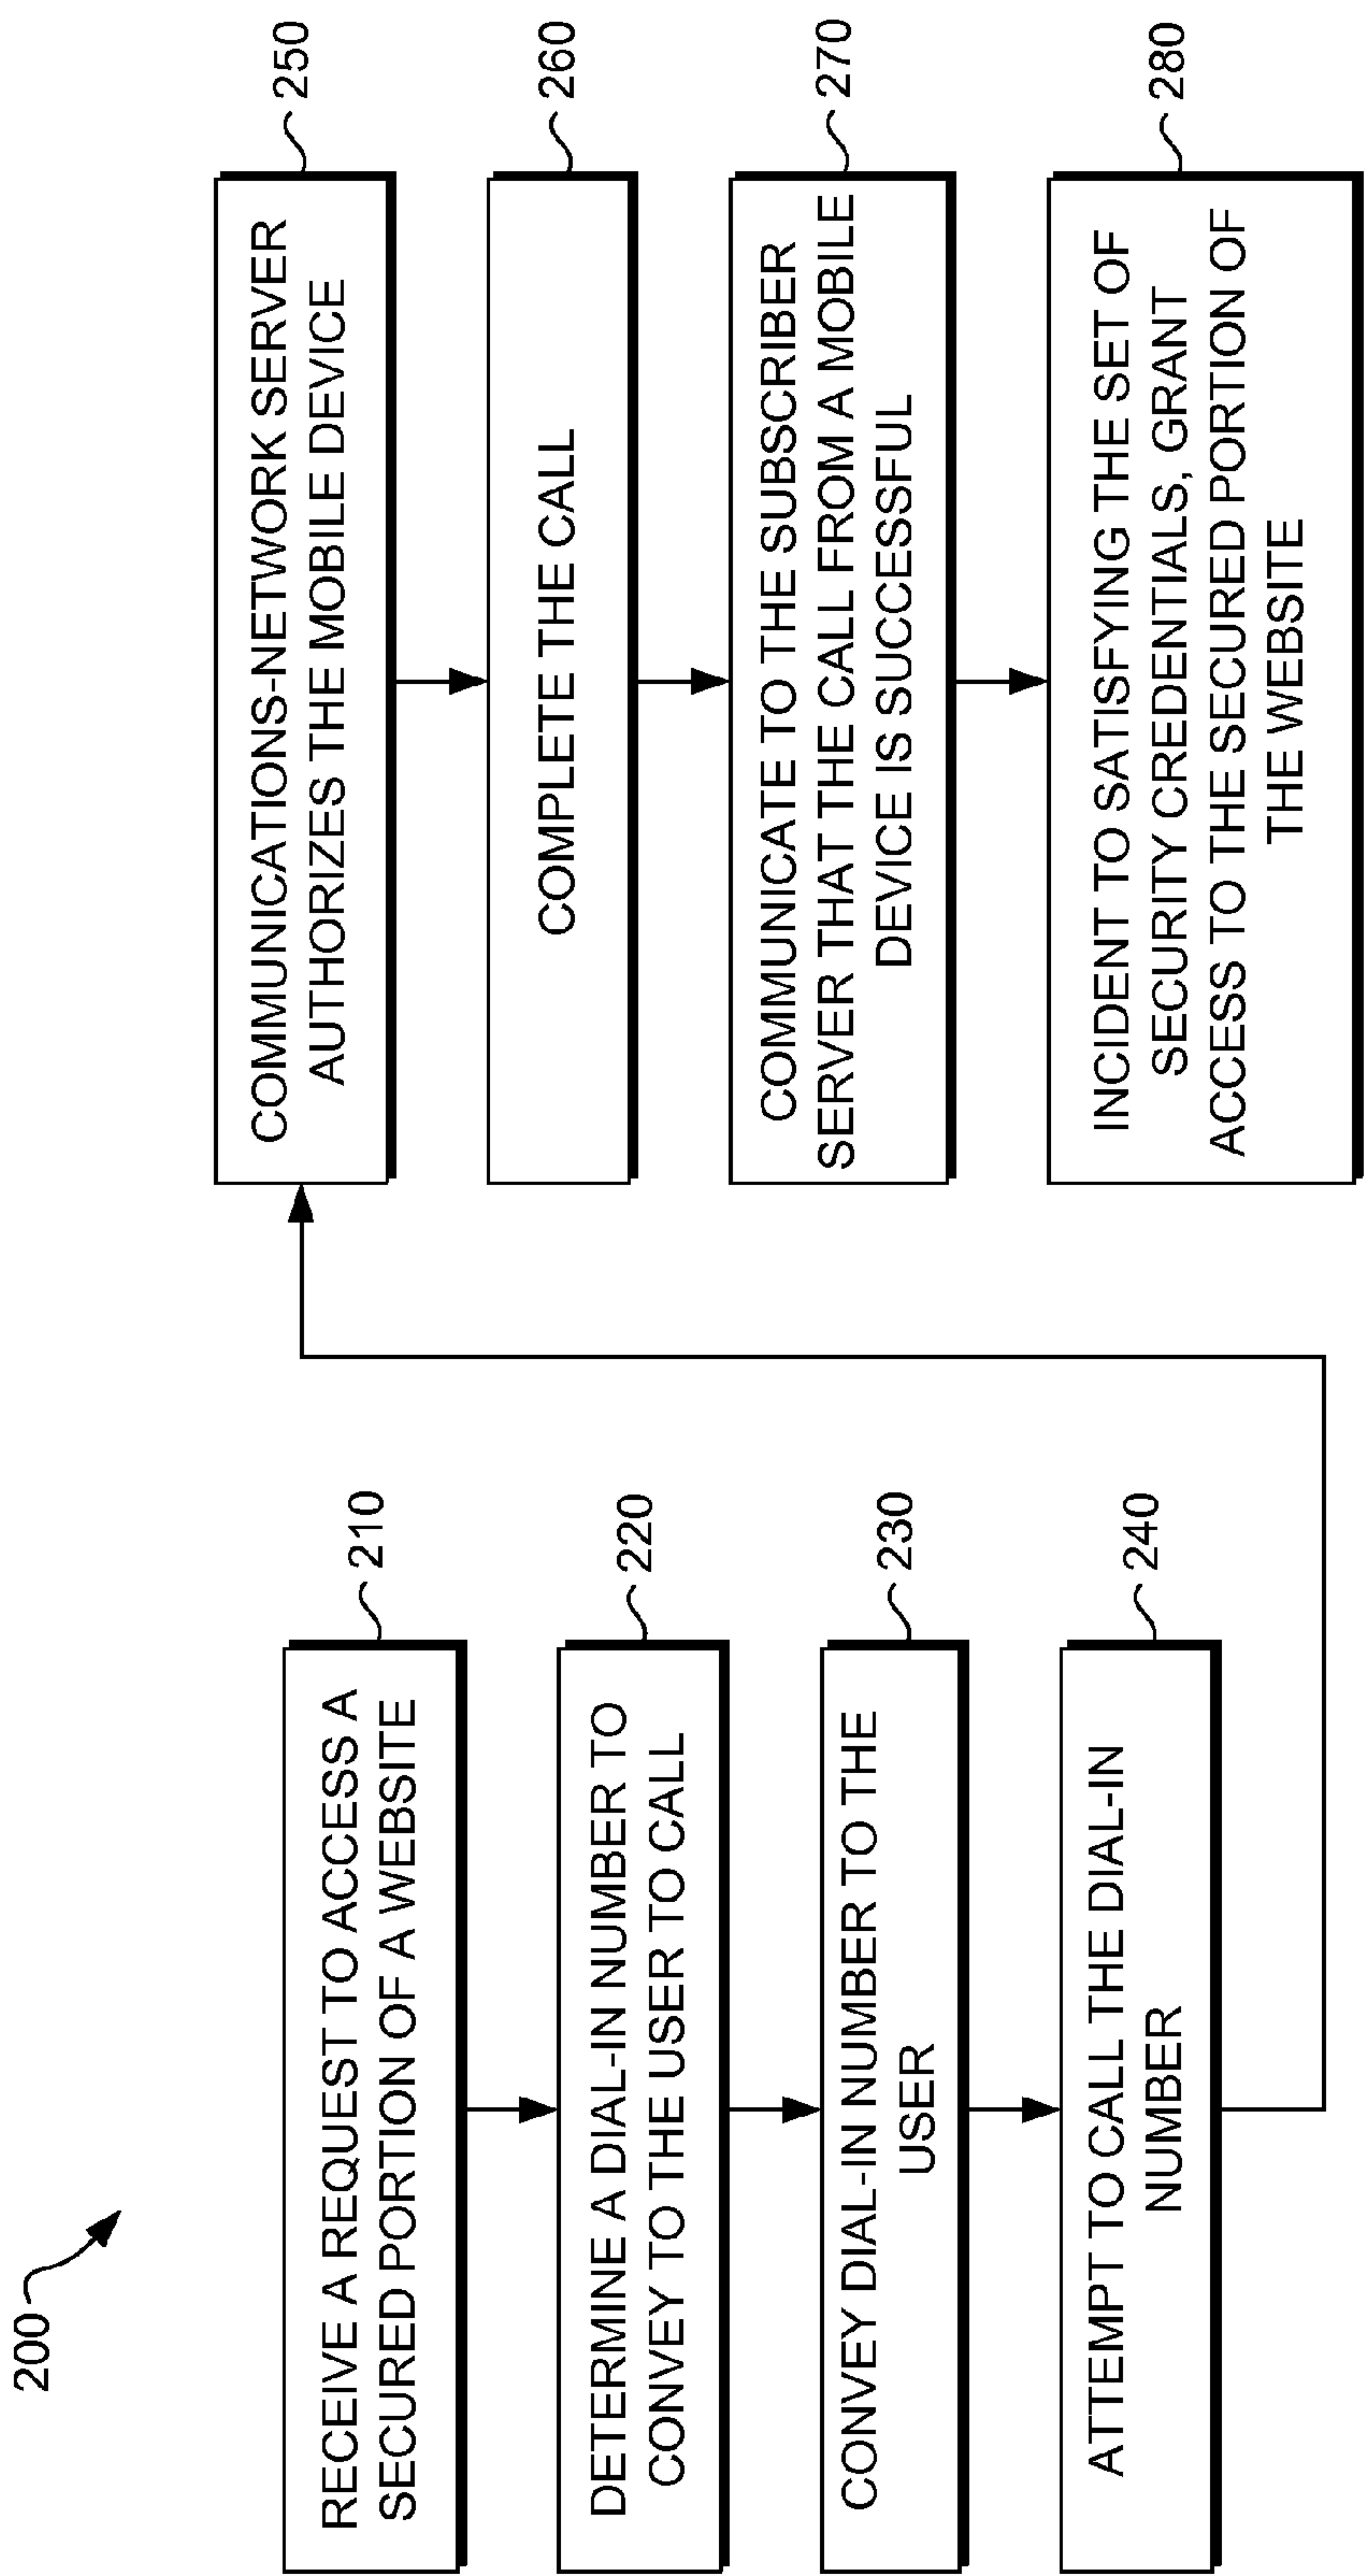 200
RECEIVE A REQUEST TO ACCESS A
SECURED PORTION OF A WEBSITE
210
DETERMINE A DIAL-IN NUMBER TO
CONVEY TO THE USER TO CALL
220
CONVEY DIAL-IN NUMBER TO THE
USER
230
ATTEMPT TO CALL THE DIAL-IN
NUMBER
240
COMMUNICATIONS-NETWORK SERVER
AUTHORIZES THE MOBILE DEVICE
250
COMPLETE THE CALL
260
COMMUNICATE TO THE SUBSCRIBER
SERVER THAT THE CALL FROM A MOBILE
DEVICE IS SUCCESSFUL
270
INCIDENT TO SATISFYING THE SET OF
SECURITY CREDENTIALS, GRANT
ACCESS TO THE SECURED PORTION OF
THE WEBSITE
280